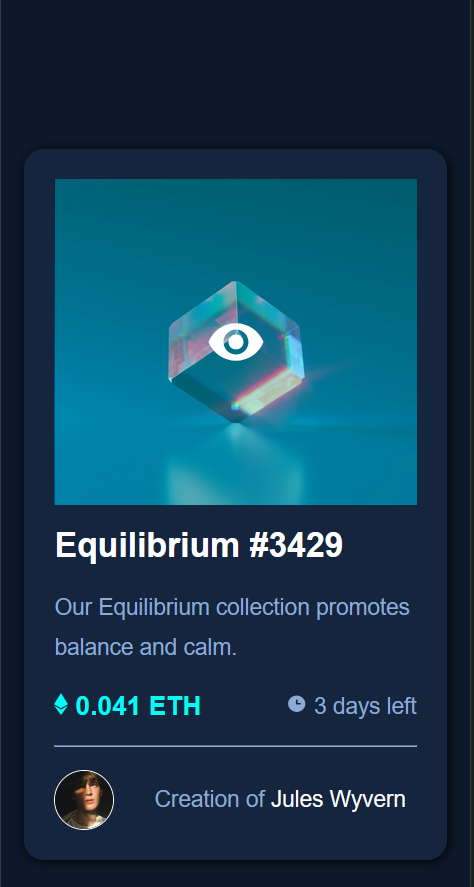 Equilibrium #3429
Our Equilibrium collection promotes
balance and calm.
0.041 ETH 3 days left
Creation of Jules Wyvern